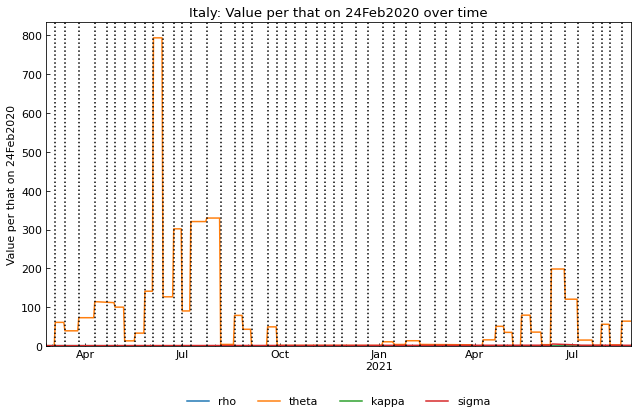 Italy: Value per that on 24Feb2020 over time
Value per that on 24Feb2020
800
700
600
500
400
300
200
100
0
Apr Jul Oct Jan Apr Jul
2021
rho theta kappa sigma